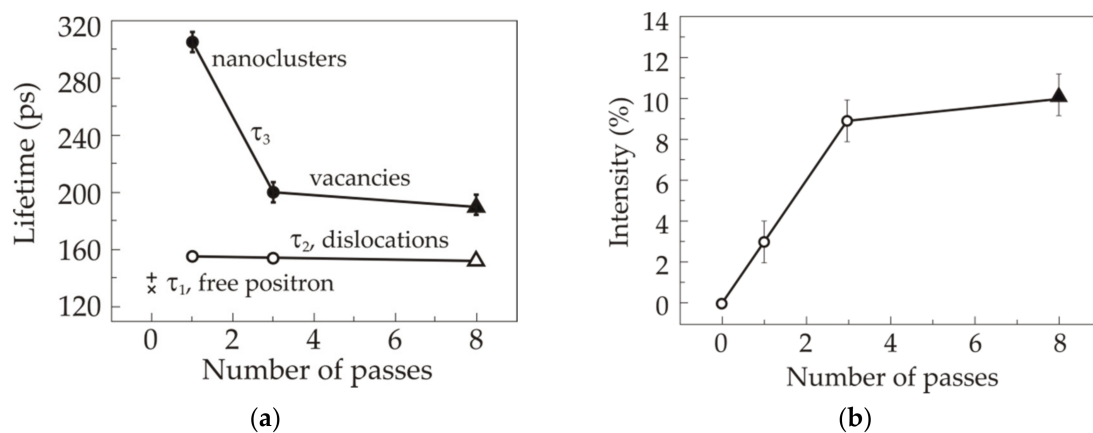 320
280
240
200
160
120
Lifetime (ps)
nanoclusters
τ3
vacancies
τ2, dislocations
τ1, free positron
0 2 4 6 8
Number of passes
(a)
14
12
10
8
6
4
2
0
Intensity (%)
0 2 4 6 8
Number of passes
(b)